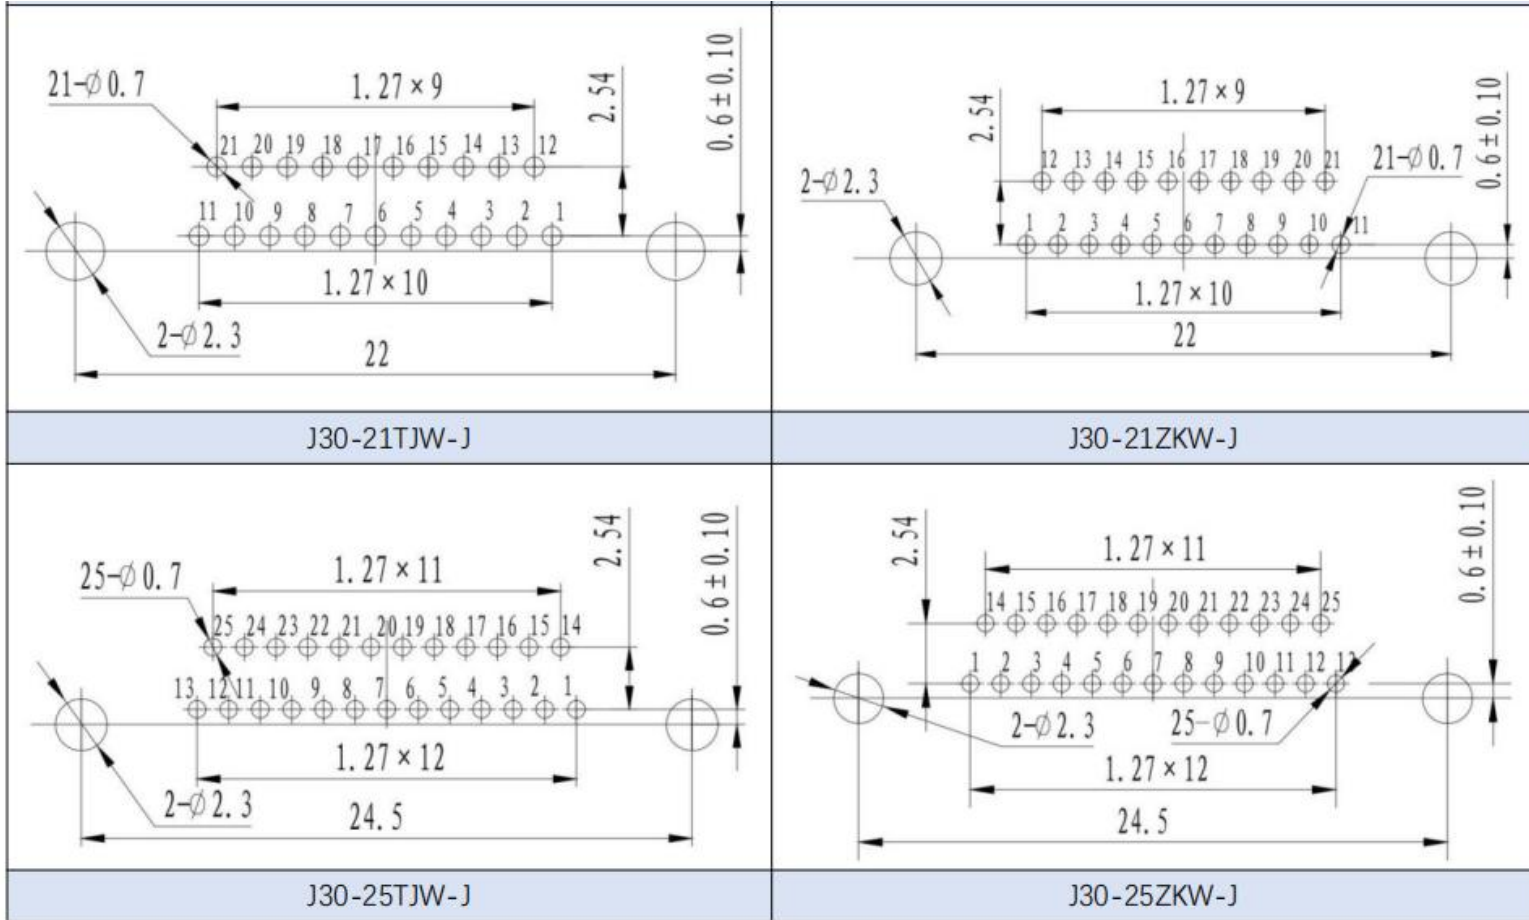 21-∅0.7
1.27×9
2.54
0.6±0.10
21 20 19 18 17 16 15 14 13 12
11 10 9 8 7 6 5 4 3 2 1
1.27×10
2-∅2.3
22
J30-21TJW-J
1.27×9
2.54
0.6±0.10
2-∅2.3
21-∅0.7
12 13 14 15 16 17 18 19 20 21
1 2 3 4 5 6 7 8 9 10 11
1.27×10
22
J30-21ZKW-J
25-∅0.7
1.27×11
2.54
0.6±0.10
25 24 23 22 21 20 19 18 17 16 15 14
13 12 11 10 9 8 7 6 5 4 3 2 1
1.27×12
2-∅2.3
24.5
J30-25TJW-J
2.54
1.27×11
0.6±0.10
14 15 16 17 18 19 20 21 22 23 24 25
1 2 3 4 5 6 7 8 9 10 11 12 13
2-∅2.3
25-∅0.7
1.27×12
24.5
J30-25ZKW-J